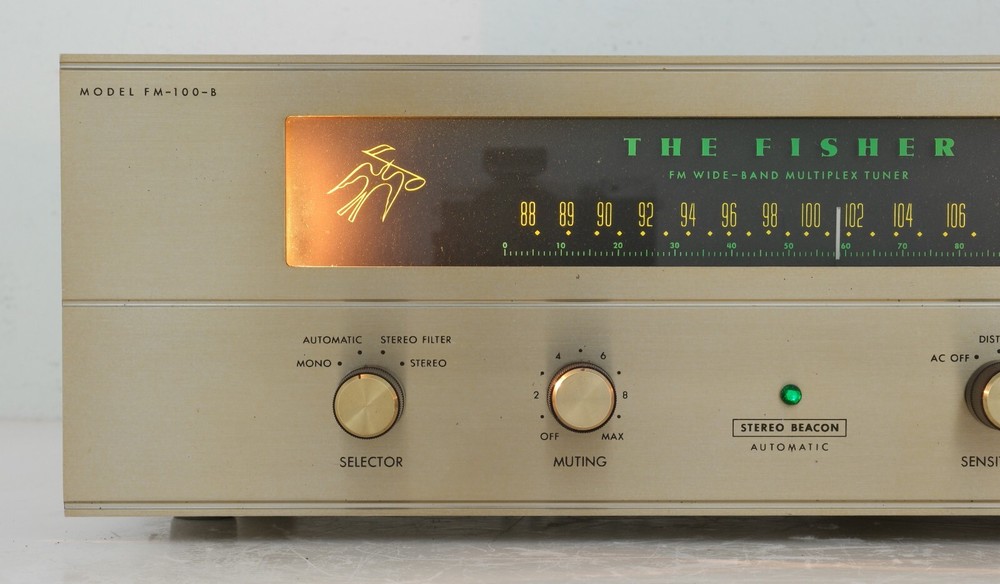 MODEL FM-100-B
THE FISHER
FM WIDE-BAND MULTIPLEX TUNER
88 89 90 92 94 96 98 100 102 104 106
0 10 20 30 40 50 60 70 80
AUTOMATIC STEREO FILTER
MONO STEREO
SELECTOR
4 6
2 8
OFF MAX
MUTING
STEREO BEACON
AUTOMATIC
AC OFF